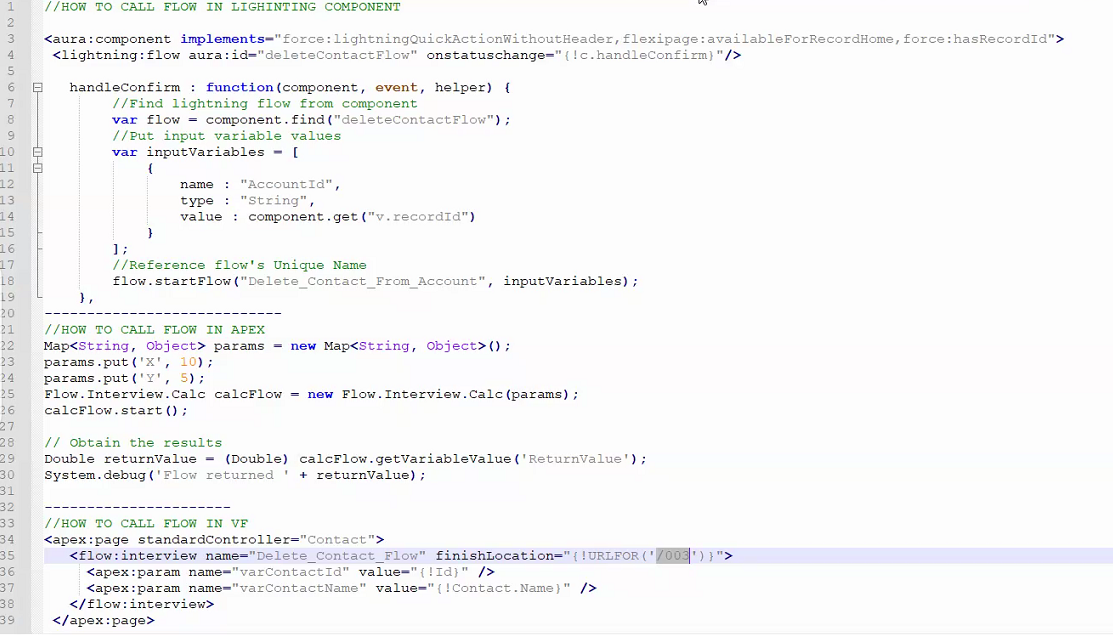 1 //HOW TO CALL FLOW IN LIGHINTING COMPONENT
2
3 <aura:component implements="force:lightningQuickActionWithoutHeader,flexipage:availableForRecordHome,force:hasRecordId">
4 <lightning:flow aura:id="deleteContactFlow" onstatuschange="{!c.handleConfirm}"/>
5
6 handleConfirm : function(component, event, helper) {
7 //Find lightning flow from component
8 var flow = component.find("deleteContactFlow");
9 //Put input variable values
10 var inputVariables = [
11 {
12 name : "AccountId",
13 type : "String",
14 value : component.get("v.recordId")
15 }
16 ];
17 //Reference flow's Unique Name
18 flow.startFlow("Delete_Contact_From_Account", inputVariables);
19 },
20 ----------------------------
21 //HOW TO CALL FLOW IN APEX
22 Map<String, Object> params = new Map<String, Object>();
23 params.put('X', 10);
24 params.put('Y', 5);
25 Flow.Interview.Calc calcFlow = new Flow.Interview.Calc(params);
26 calcFlow.start();
27
28 // Obtain the results
29 Double returnValue = (Double) calcFlow.getVariableValue('ReturnValue');
30 System.debug('Flow returned ' + returnValue);
31
32 ----------------------
33 //HOW TO CALL FLOW IN VF
34 <apex:page standardController="Contact">
35 <flow:interview name="Delete_Contact_Flow" finishLocation="{!URLFOR('/003')}">
36 <apex:param name="varContactId" value="{!Id}" />
37 <apex:param name="varContactName" value="{!Contact.Name}" />
38 </flow:interview>
39 </apex:page>